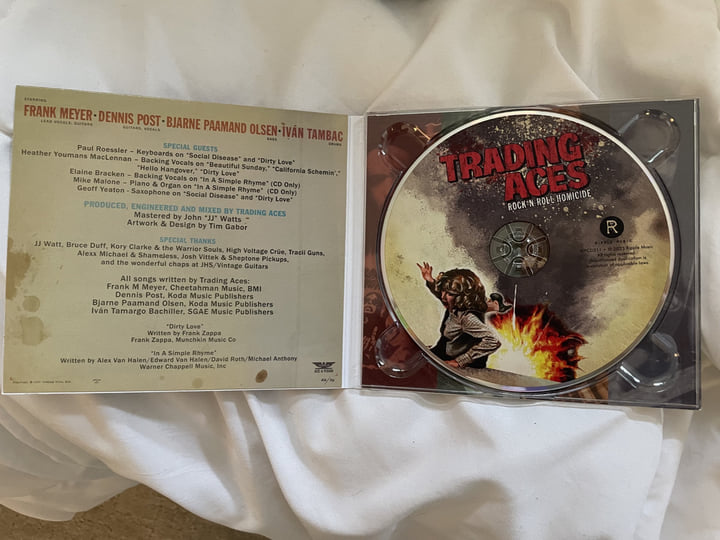 STARRING
FRANK MEYER • DENNIS POST • BJARNE PAAMAND OLSEN • IVÁN TAMBAC
LEAD VOCALS, GUITARS
GUITARS, VOCALS
BASS
DRUMS
SPECIAL GUESTS
Paul Roessler – Keyboards on "Social Disease" and "Dirty Love"
Heather Youmans MacLennan – Backing Vocals on "Beautiful Sunday," "California Schemin',"
"Hello Hangover," "Dirty Love"
Elaine Bracken – Backing Vocals on "In A Simple Rhyme" (CD Only)
Mike Malone – Piano & Organ on "In A Simple Rhyme" (CD Only)
Geoff Yeaton - Saxophone on "Social Disease" and "Dirty Love"
PRODUCED, ENGINEERED AND MIXED BY TRADING ACES
Mastered by John "JJ" Watts
Artwork & Design by Tim Gabor
SPECIAL THANKS
JJ Watt, Bruce Duff, Kory Clarke & the Warrior Souls, High Voltage Crüe, Tracii Guns,
Alexx Michael & Shameless, Josh Vittek & Sheptone Pickups,
and the wonderful chaps at JHS/Vintage Guitars
All songs written by Trading Aces:
Frank M Meyer, Cheetahman Music, BMI
Dennis Post, Koda Music Publishers
Bjarne Paamand Olsen, Koda Music Publishers
Iván Tamargo Bachiller, SGAE Music Publishers
"Dirty Love"
Written by Frank Zappa
Frank Zappa, Munchkin Music Co
"In A Simple Rhyme"
Written by Alex Van Halen/Edward Van Halen/David Roth/Michael Anthony
Warner Chappell Music, Inc
TRADING
ACES
ROCK'N ROLL HOMICIDE
R
RIPPLE MUSIC
Ripple Music
All rights reserved.